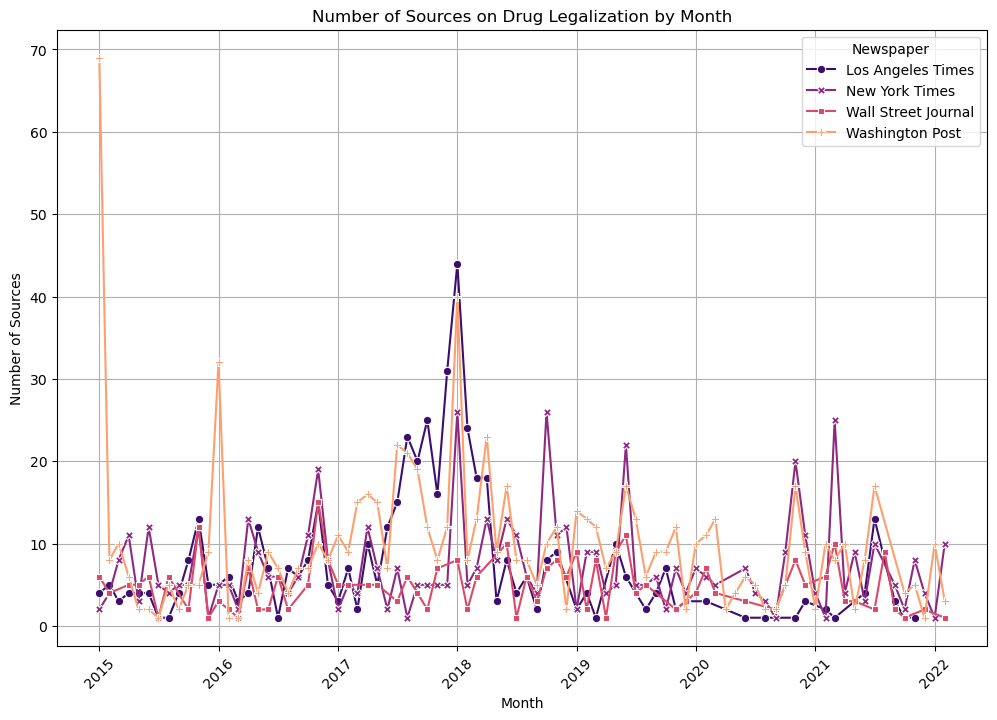 Number of Sources on Drug Legalization by Month
Newspaper
Los Angeles Times
New York Times
Wall Street Journal
Washington Post
Number of Sources
70
60
50
40
30
20
10
0
2015
2016
2017
2018
2019
2020
2021
2022
Month